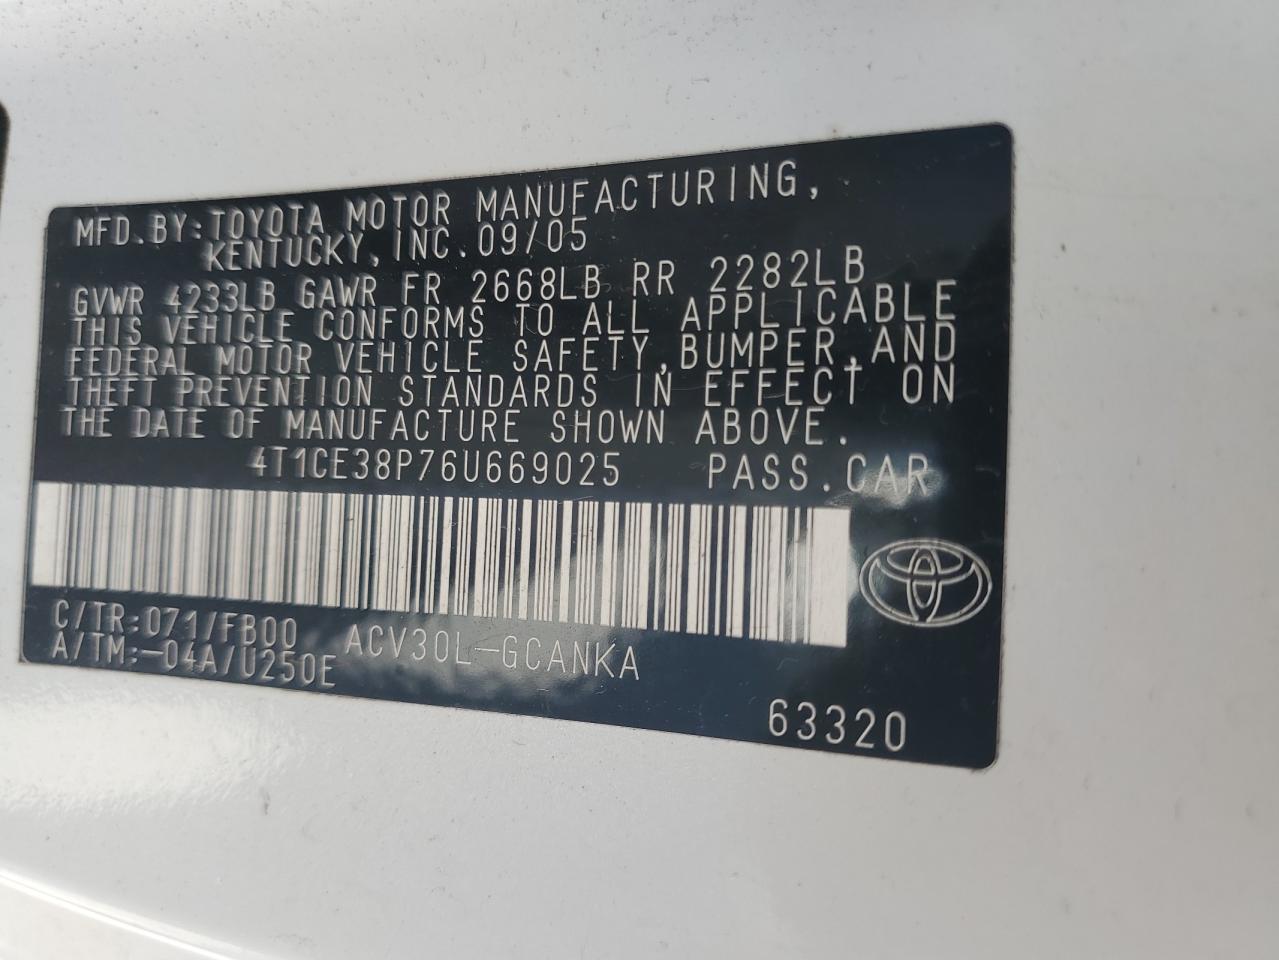 MFD.BY:TOYOTA MOTOR MANUFACTURING,
KENTUCKY,INC.09/05
GVWR 4233LB GAWR FR 2668LB RR 2282LB
THIS VEHICLE CONFORMS TO ALL APPLICABLE
FEDERAL MOTOR VEHICLE SAFETY,BUMPER,AND
THEFT PREVENTION STANDARDS IN EFFECT ON
THE DATE OF MANUFACTURE SHOWN ABOVE.
4T1CE38P76U669025 PASS.CAR
C/TR:071/FB00 ACV30L-GCANKA
A/TM:-04A/U250E
63320